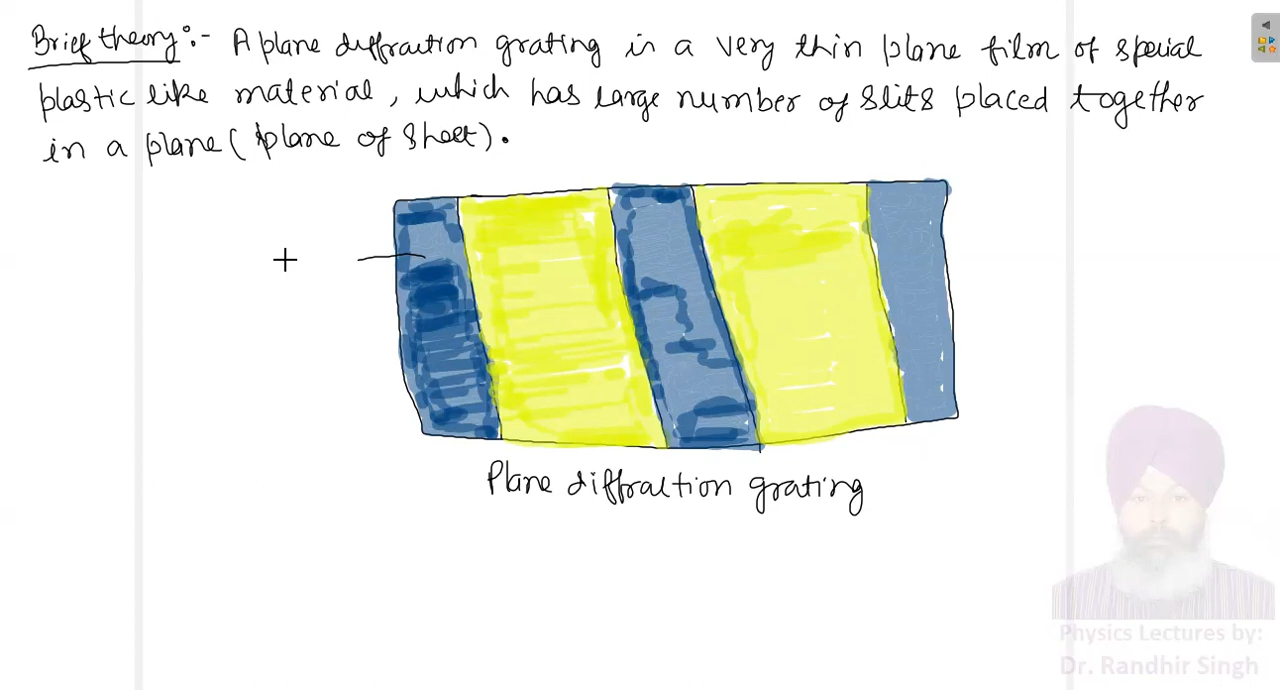 Brief theory:- A plane diffraction grating is a very thin plane film of special
plastic like material, which has large number of slits placed together
in a plane (plane of sheet).
Plane diffraction grating
Physics Lectures by:
Dr. Randhir Singh